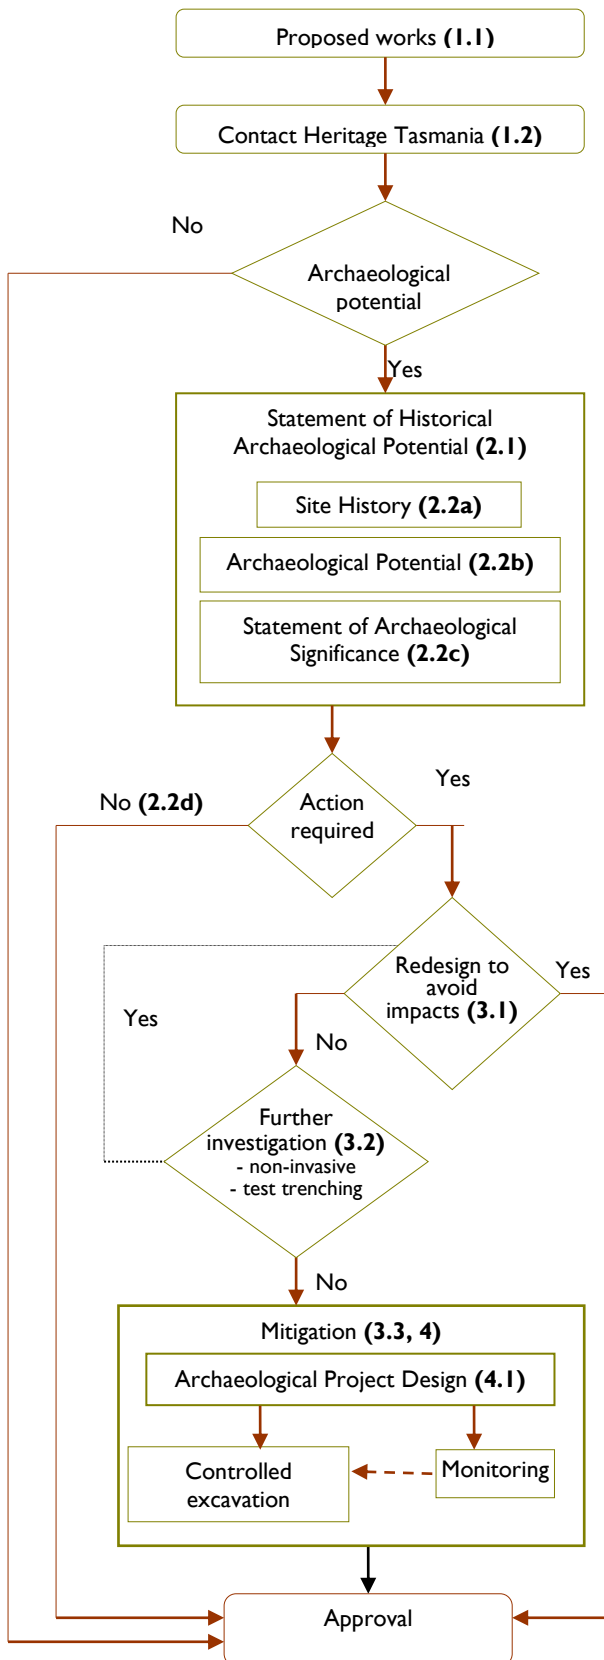 Proposed works (1.1)
Contact Heritage Tasmania (1.2)
No
Archaeological
potential
Yes
Statement of Historical
Archaeological Potential (2.1)
Site History (2.2a)
Archaeological Potential (2.2b)
Statement of Archaeological
Significance (2.2c)
No (2.2d)
Action
required
Yes
Redesign to
avoid
impacts (3.1)
Yes
Yes
No
Further
investigation (3.2)
- non-invasive
- test trenching
No
Mitigation (3.3, 4)
Archaeological Project Design (4.1)
Controlled
excavation
Monitoring
Approval